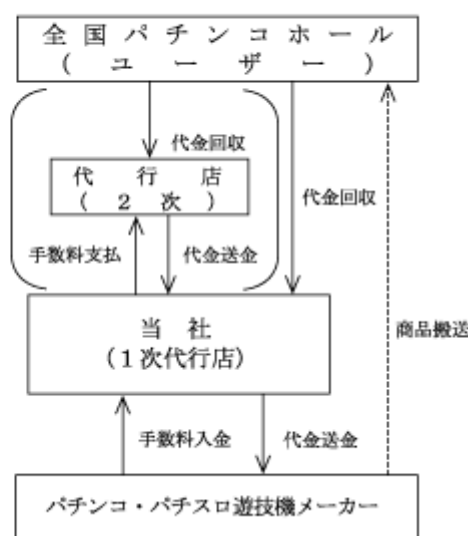 全国パチンコホール
(ユーザー)
代金回収
代行店
(2次)
代金回収
手数料支払
代金送金
当社
(1次代行店)
商品搬送
手数料入金
代金送金
パチンコ・パチスロ遊技機メーカー